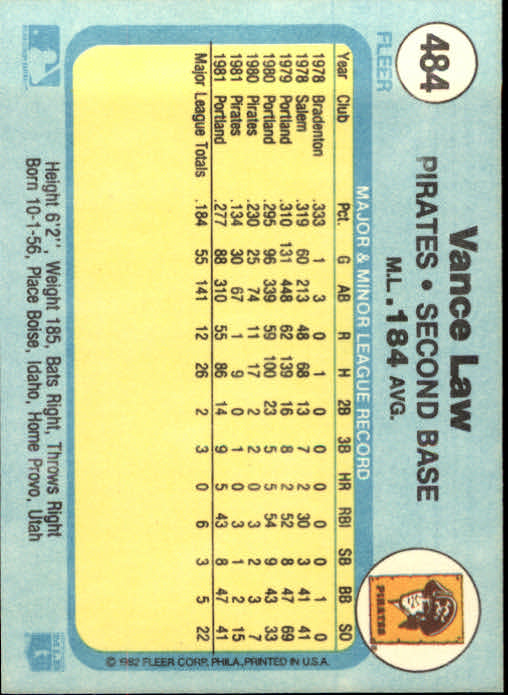 484
FLEER
Vance Law
PIRATES • SECOND BASE
M.L. .184 AVG.
PIRATES
MAJOR & MINOR LEAGUE RECORD
Year Club Pct. G AB R H 2B 3B HR RBI SB BB SO
1978 Bradenton .333 1 3 0 1 0 0 0 0 0 1 0
1978 Salem .319 60 213 48 68 13 7 2 30 3 41 41
1979 Portland .310 131 448 62 139 16 8 2 52 8 47 69
1980 Portland .295 96 339 59 100 23 5 5 54 9 43 33
1980 Pirates .230 25 74 11 17 2 2 0 3 2 3 7
1981 Pirates .134 30 67 1 9 0 1 0 3 1 2 15
1981 Portland .277 88 310 55 86 14 9 5 43 8 47 41
Major League Totals .184 55 141 12 26 2 3 0 6 3 5 22
© 1982 FLEER CORP. PHILA., PRINTED IN U.S.A.
Height 6'2", Weight 185, Bats Right, Throws Right
Born 10-1-56, Place Boise, Idaho, Home Provo, Utah